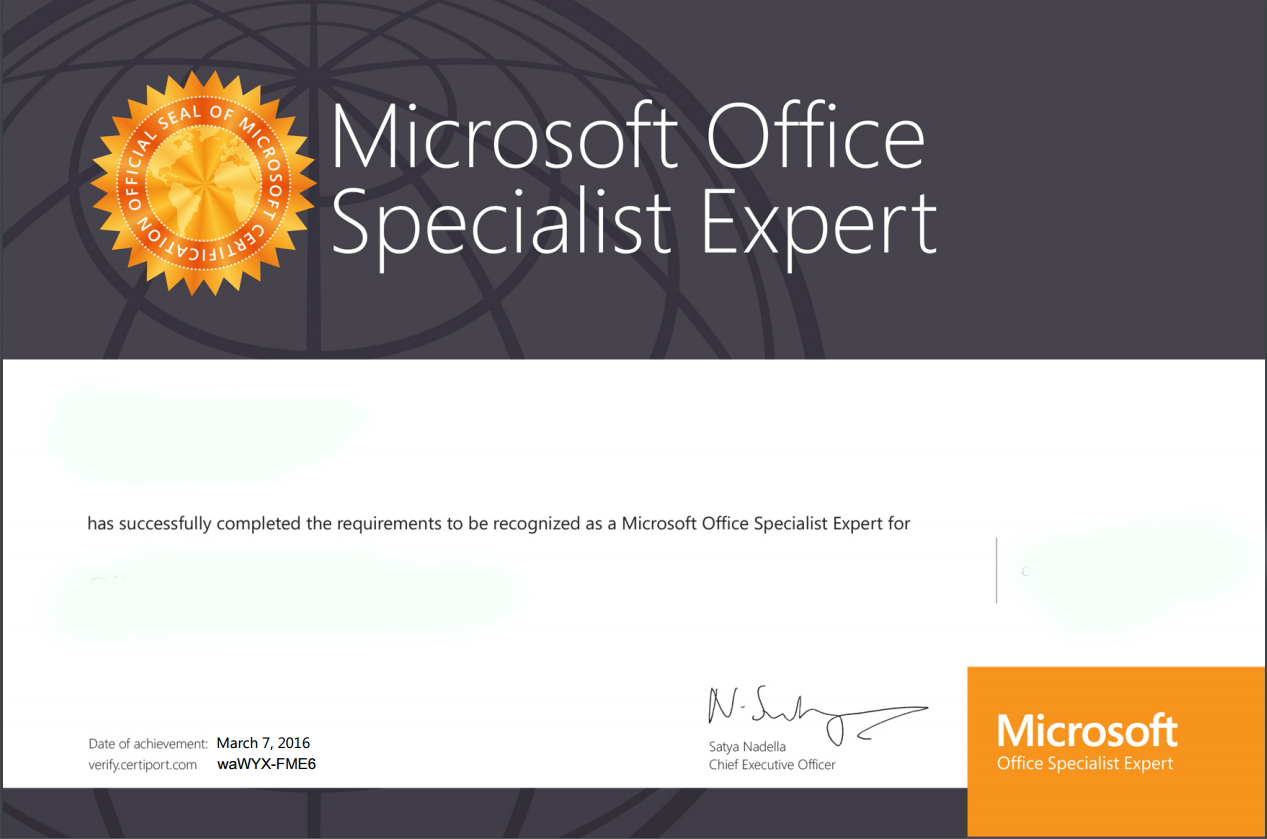 OFFICIAL SEAL OF MICROSOFT CERTIFICATION
Microsoft Office
Specialist Expert
has successfully completed the requirements to be recognized as a Microsoft Office Specialist Expert for
Date of achievement: March 7, 2016
verify.certiport.com waWYX-FME6
Satya Nadella
Chief Executive Officer
Microsoft
Office Specialist Expert